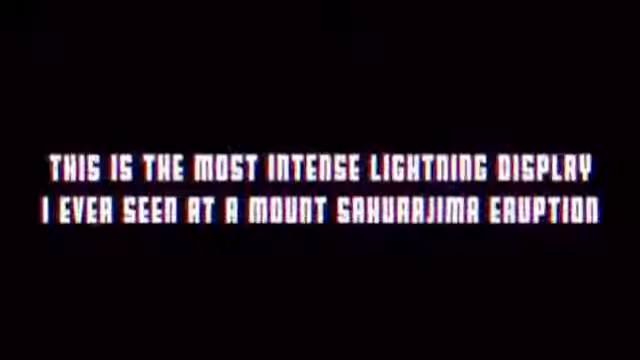 THIS IS THE MOST INTENSE LIGHTNING DISPLAY
I EVER SEEN AT A MOUNT SAKURAJIMA ERUPTION